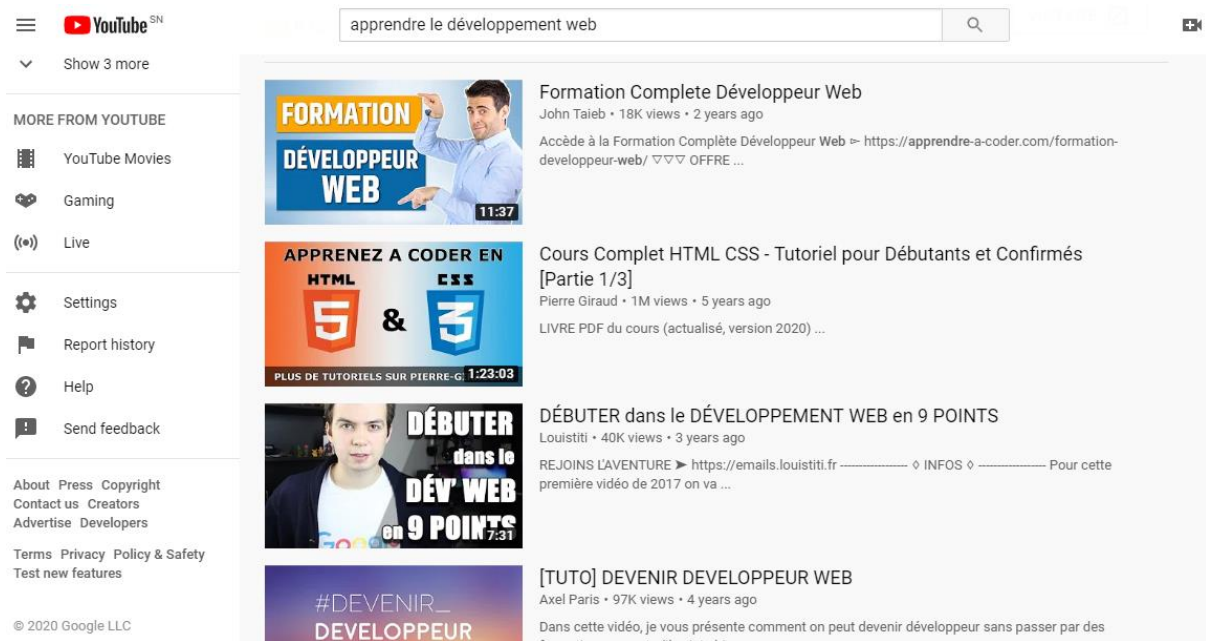 YouTube SN
apprendre le développement web
Show 3 more
MORE FROM YOUTUBE
YouTube Movies
Gaming
Live
Settings
Report history
Help
Send feedback
About Press Copyright
Contact us Creators
Advertise Developers
Terms Privacy Policy & Safety
Test new features
© 2020 Google LLC
FORMATION
DÉVELOPPEUR
WEB
11:37
Formation Complete Développeur Web
John Taieb • 18K views • 2 years ago
Accède à la Formation Complète Développeur Web ⊳ https://apprendre-a-coder.com/formation-
developpeur-web/ ▽▽▽ OFFRE ...
APPRENEZ A CODER EN
HTML CSS
5 & 3
PLUS DE TUTORIELS SUR PIERRE-G
1:23:03
Cours Complet HTML CSS - Tutoriel pour Débutants et Confirmés
[Partie 1/3]
Pierre Giraud • 1M views • 5 years ago
LIVRE PDF du cours (actualisé, version 2020) ...
DÉBUTER
dans le
DÉV' WEB
en 9 POINTS
7:31
DÉBUTER dans le DÉVELOPPEMENT WEB en 9 POINTS
Louistiti • 40K views • 3 years ago
REJOINS L'AVENTURE ➤ https://emails.louistiti.fr ----------------- ◊ INFOS ◊ ----------------- Pour cette
première vidéo de 2017 on va ...
#DEVENIR_
DEVELOPPEUR
[TUTO] DEVENIR DEVELOPPEUR WEB
Axel Paris • 97K views • 4 years ago
Dans cette vidéo, je vous présente comment on peut devenir développeur sans passer par des